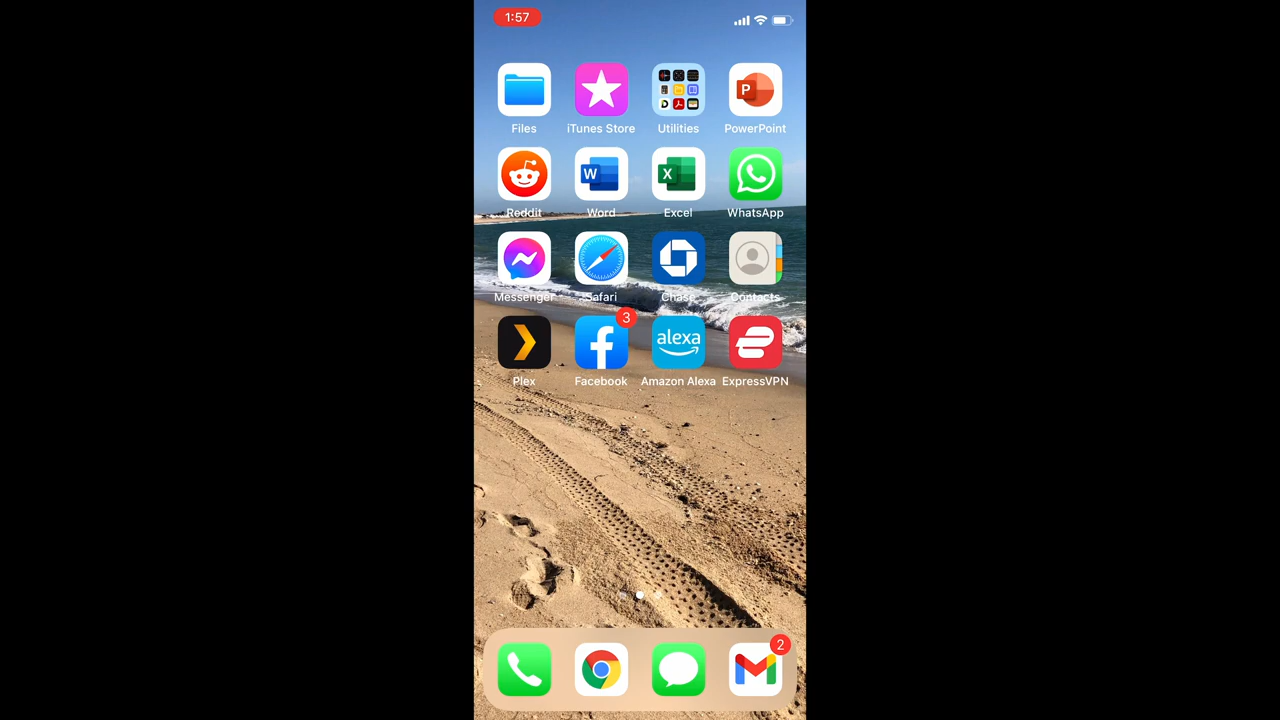 1:57
Files iTunes Store Utilities PowerPoint
P
W X
Reddit Word Excel WhatsApp
Messenger Safari Chase Contacts
3
alexa
Plex Facebook Amazon Alexa ExpressVPN
2